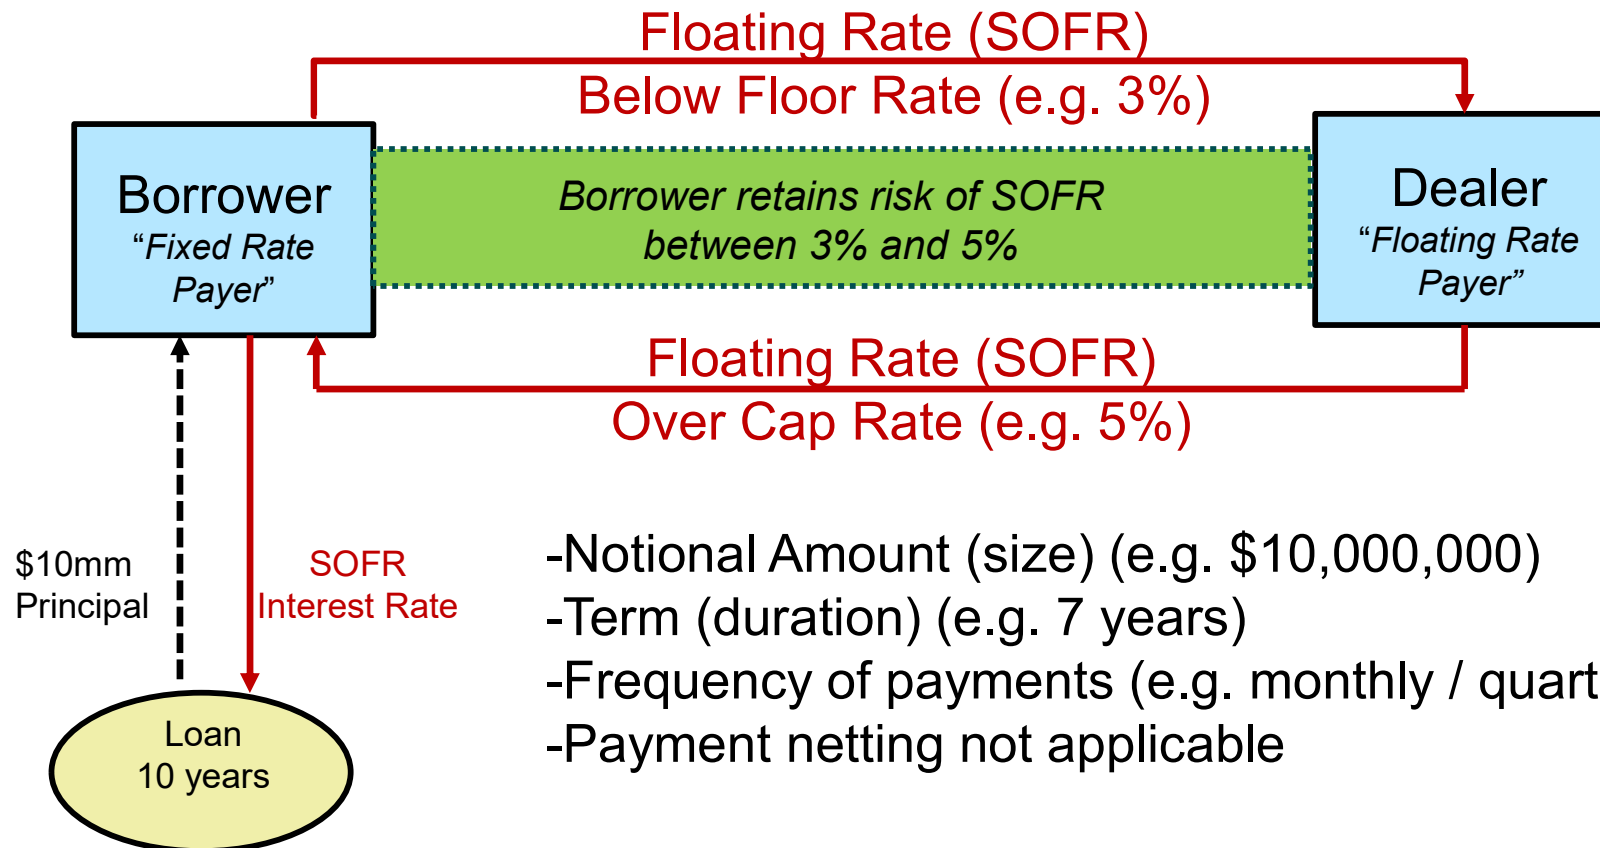 Floating Rate (SOFR)
Below Floor Rate (e.g. 3%)
Borrower
“Fixed Rate
Payer”
Borrower retains risk of SOFR
between 3% and 5%
Dealer
“Floating Rate
Payer”
Floating Rate (SOFR)
Over Cap Rate (e.g. 5%)
$10mm
Principal
SOFR
Interest Rate
Loan
10 years
-Notional Amount (size) (e.g. $10,000,000)
-Term (duration) (e.g. 7 years)
-Frequency of payments (e.g. monthly / quart
-Payment netting not applicable